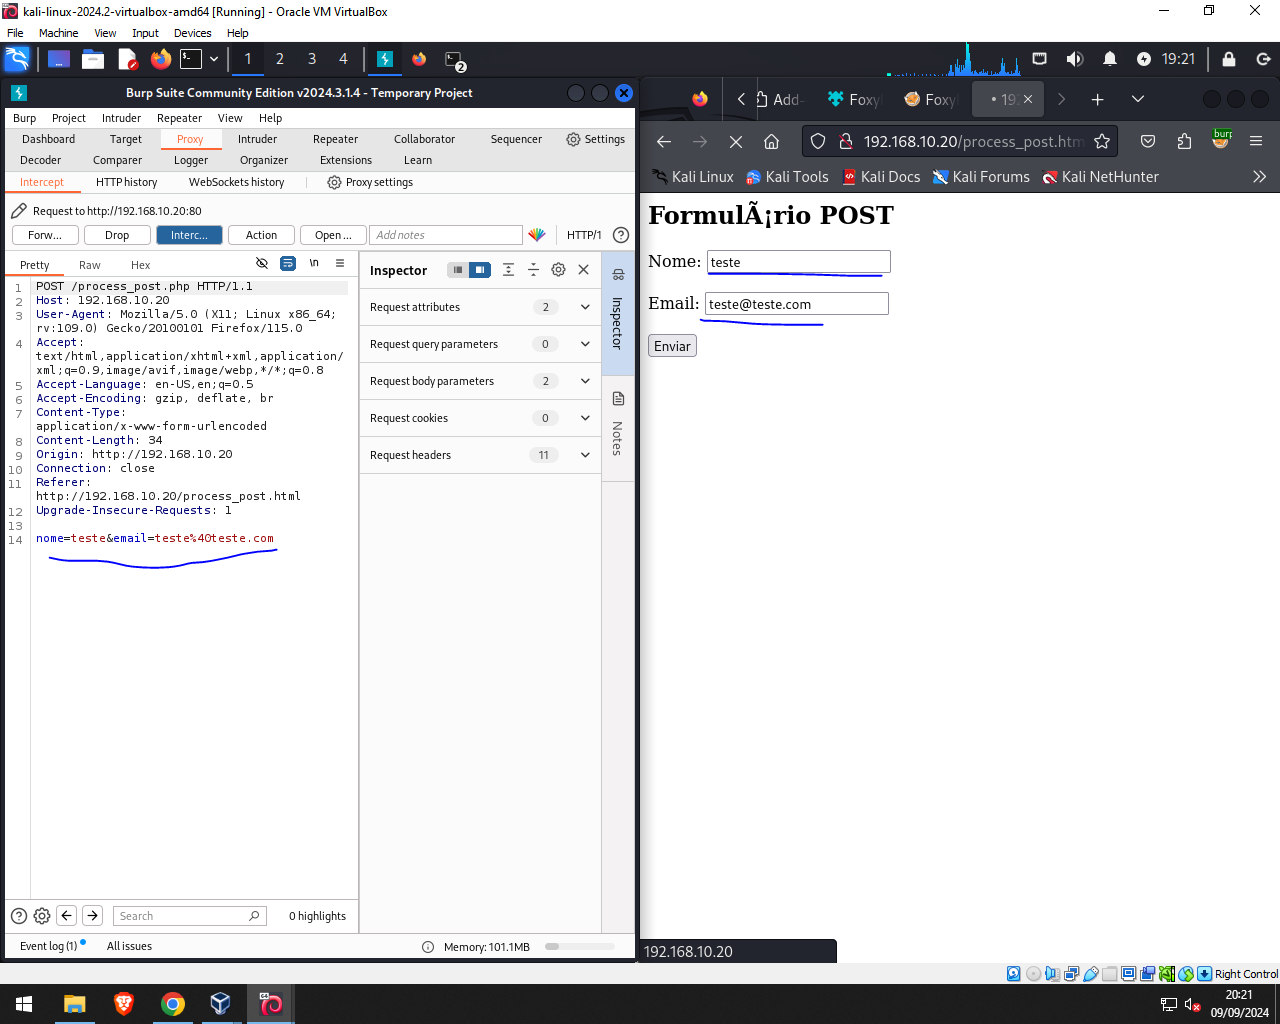 kali-linux-2024.2-virtualbox-amd64 [Running] - Oracle VM VirtualBox
File Machine View Input Devices Help
1 2 3 4 2 19:21
Burp Suite Community Edition v2024.3.1.4 - Temporary Project
Burp Project Intruder Repeater View Help
Dashboard Target Proxy Intruder Repeater Collaborator Sequencer Settings
Decoder Comparer Logger Organizer Extensions Learn
Intercept HTTP history WebSockets history Proxy settings
Request to http://192.168.10.20:80
Forw... Drop Interc... Action Open ... Add notes HTTP/1
Pretty Raw Hex \n
1 POST /process_post.php HTTP/1.1
2 Host: 192.168.10.20
3 User-Agent: Mozilla/5.0 (X11; Linux x86_64;
rv:109.0) Gecko/20100101 Firefox/115.0
4 Accept:
text/html,application/xhtml+xml,application/
xml;q=0.9,image/avif,image/webp,*/*;q=0.8
5 Accept-Language: en-US,en;q=0.5
6 Accept-Encoding: gzip, deflate, br
7 Content-Type:
application/x-www-form-urlencoded
8 Content-Length: 34
9 Origin: http://192.168.10.20
10 Connection: close
11 Referer:
http://192.168.10.20/process_post.html
12 Upgrade-Insecure-Requests: 1
13
14 nome=teste&email=teste%40teste.com
Inspector
Request attributes 2
Request query parameters 0
Request body parameters 2
Request cookies 0
Request headers 11
Inspector
Notes
Search 0 highlights
Event log (1) All issues Memory: 101.1MB
Add- Foxy Foxy 19
192.168.10.20/process_post.htm burp
Kali Linux Kali Tools Kali Docs Kali Forums Kali NetHunter
FormulÃ¡rio POST
Nome: teste
Email: teste@teste.com
Enviar
192.168.10.20
Right Control
64
20:21
09/09/2024